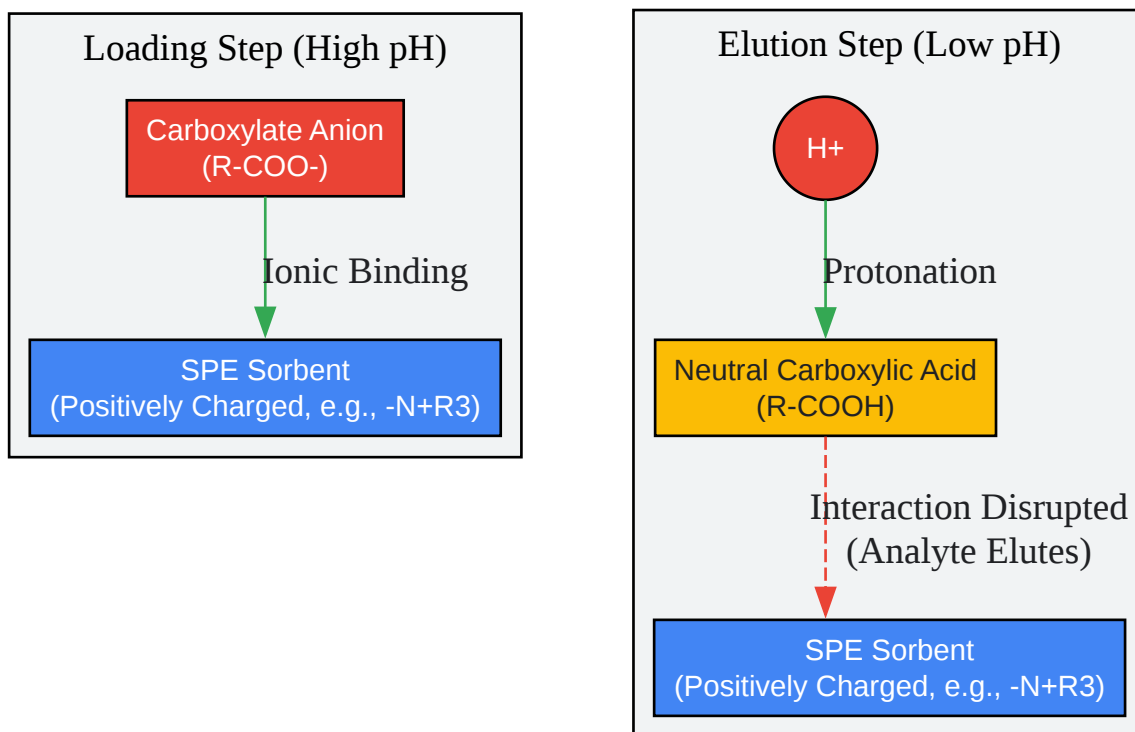 Loading Step (High pH)
Carboxylate Anion
(R-COO-)
Ionic Binding
SPE Sorbent
(Positively Charged, e.g., -N+R3)
Elution Step (Low pH)
H+
Protonation
Neutral Carboxylic Acid
(R-COOH)
Interaction Disrupted
(Analyte Elutes)
SPE Sorbent
(Positively Charged, e.g., -N+R3)